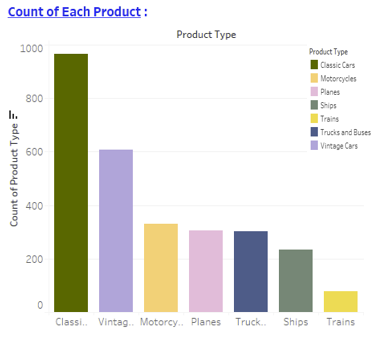 Count of Each Product :
Product Type
Product Type
Classic Cars
Motorcycles
Planes
Ships
Trains
Trucks and Buses
Vintage Cars
Count of Product Type
1000
800
600
400
200
0
Classi.. Vintag.. Motorcy.. Planes Truck.. Ships Trains